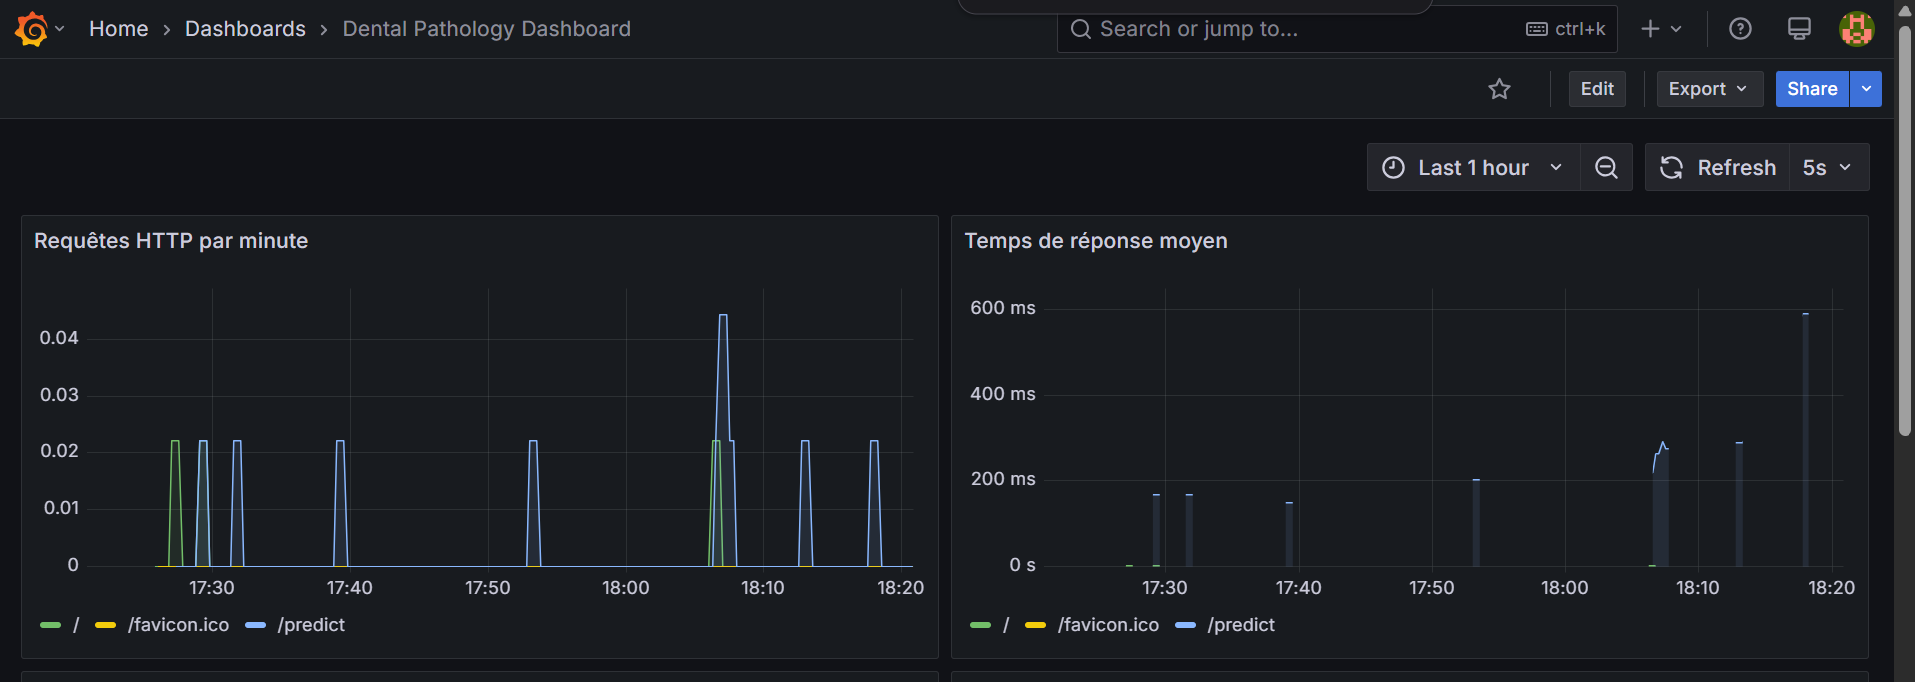 Home › Dashboards › Dental Pathology Dashboard
Search or jump to... ctrl+k
Edit Export Share
Last 1 hour Refresh 5s
Requêtes HTTP par minute
0.04
0.03
0.02
0.01
0
17:30 17:40 17:50 18:00 18:10 18:20
/ /favicon.ico /predict
Temps de réponse moyen
600 ms
400 ms
200 ms
0 s
17:30 17:40 17:50 18:00 18:10 18:20
/ /favicon.ico /predict